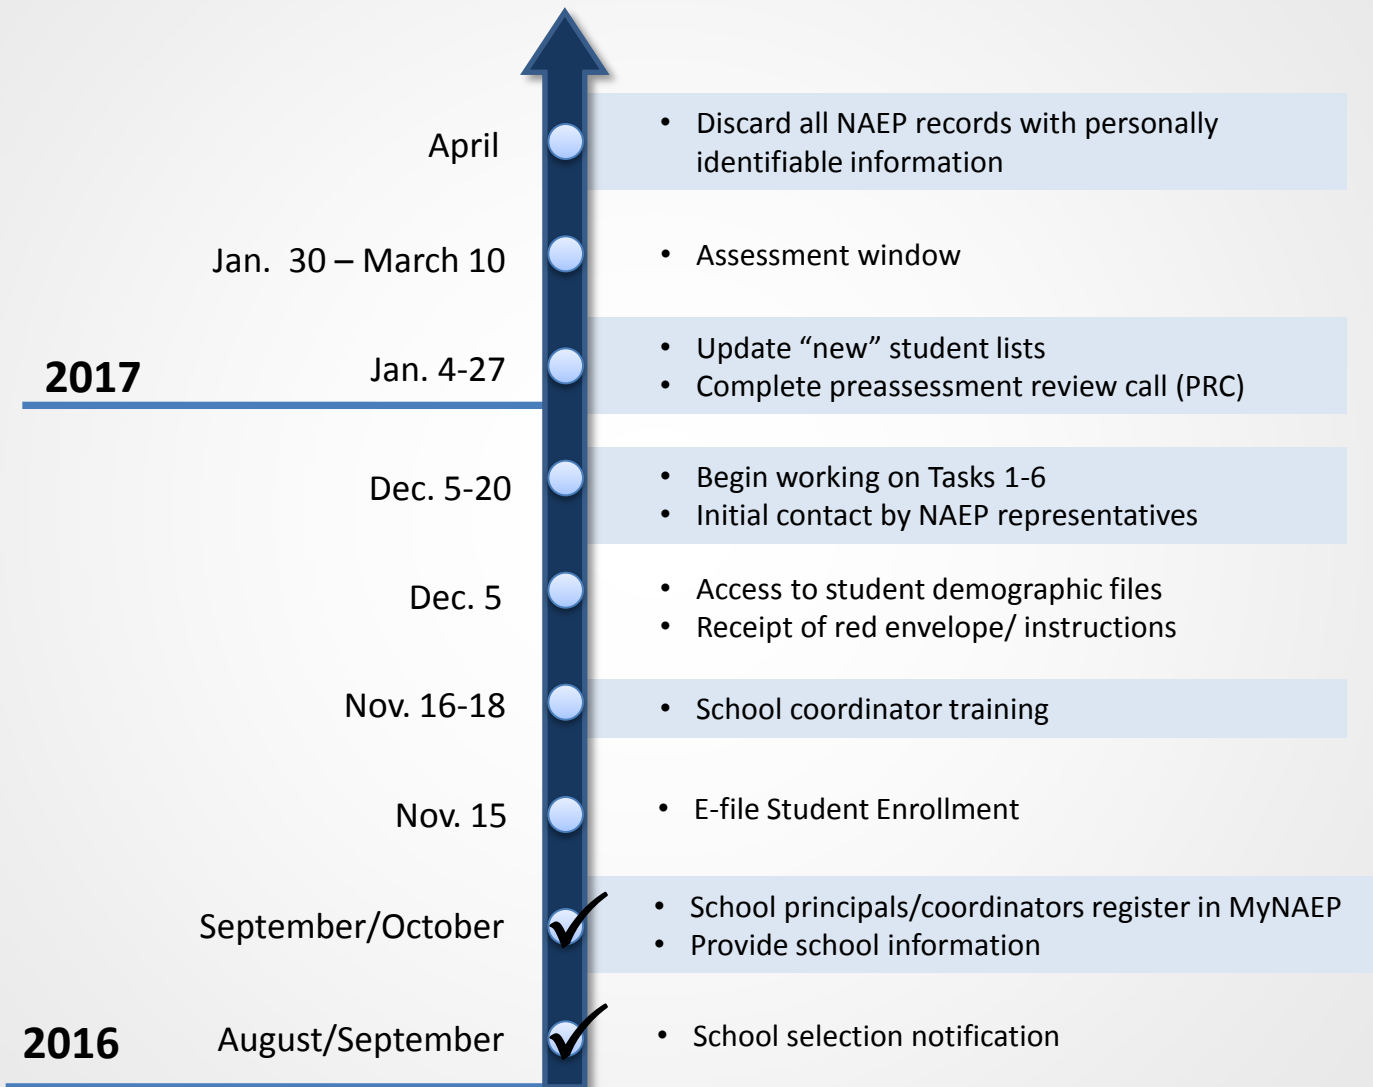 April
• Discard all NAEP records with personally
identifiable information
Jan. 30 – March 10
• Assessment window
2017
Jan. 4-27
• Update “new” student lists
• Complete preassessment review call (PRC)
Dec. 5-20
• Begin working on Tasks 1-6
• Initial contact by NAEP representatives
Dec. 5
• Access to student demographic files
• Receipt of red envelope/ instructions
Nov. 16-18
• School coordinator training
Nov. 15
• E-file Student Enrollment
September/October
• School principals/coordinators register in MyNAEP
• Provide school information
2016
August/September
• School selection notification